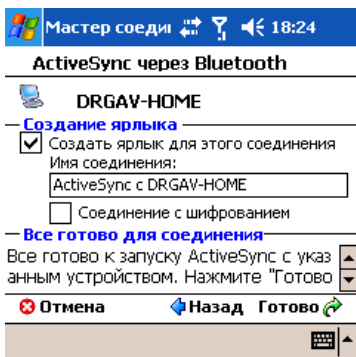 Мастер соеди 18:24
ActiveSync через Bluetooth
DRGAV-HOME
Создание ярлыка
Создать ярлык для этого соединения
Имя соединения:
ActiveSync с DRGAV-HOME
Соединение с шифрованием
Все готово для соединения
Все готово к запуску ActiveSync с указ
анным устройством. Нажмите "Готово
Отмена Назад Готово